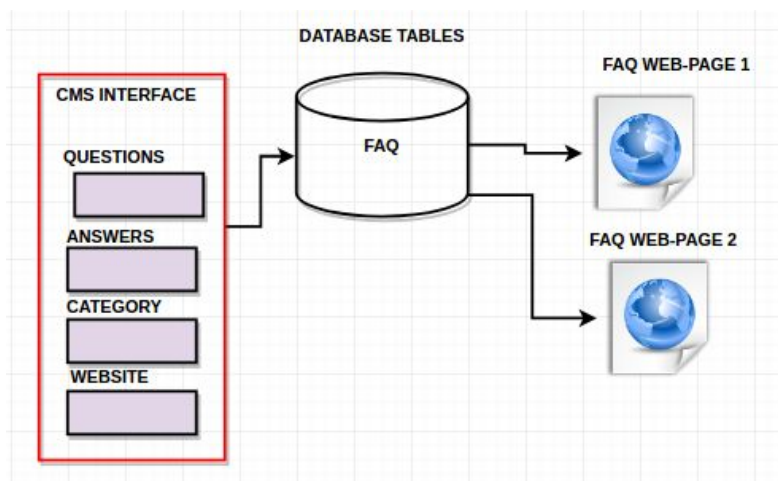 DATABASE TABLES
FAQ WEB-PAGE 1
CMS INTERFACE
FAQ
QUESTIONS
ANSWERS
FAQ WEB-PAGE 2
CATEGORY
WEBSITE